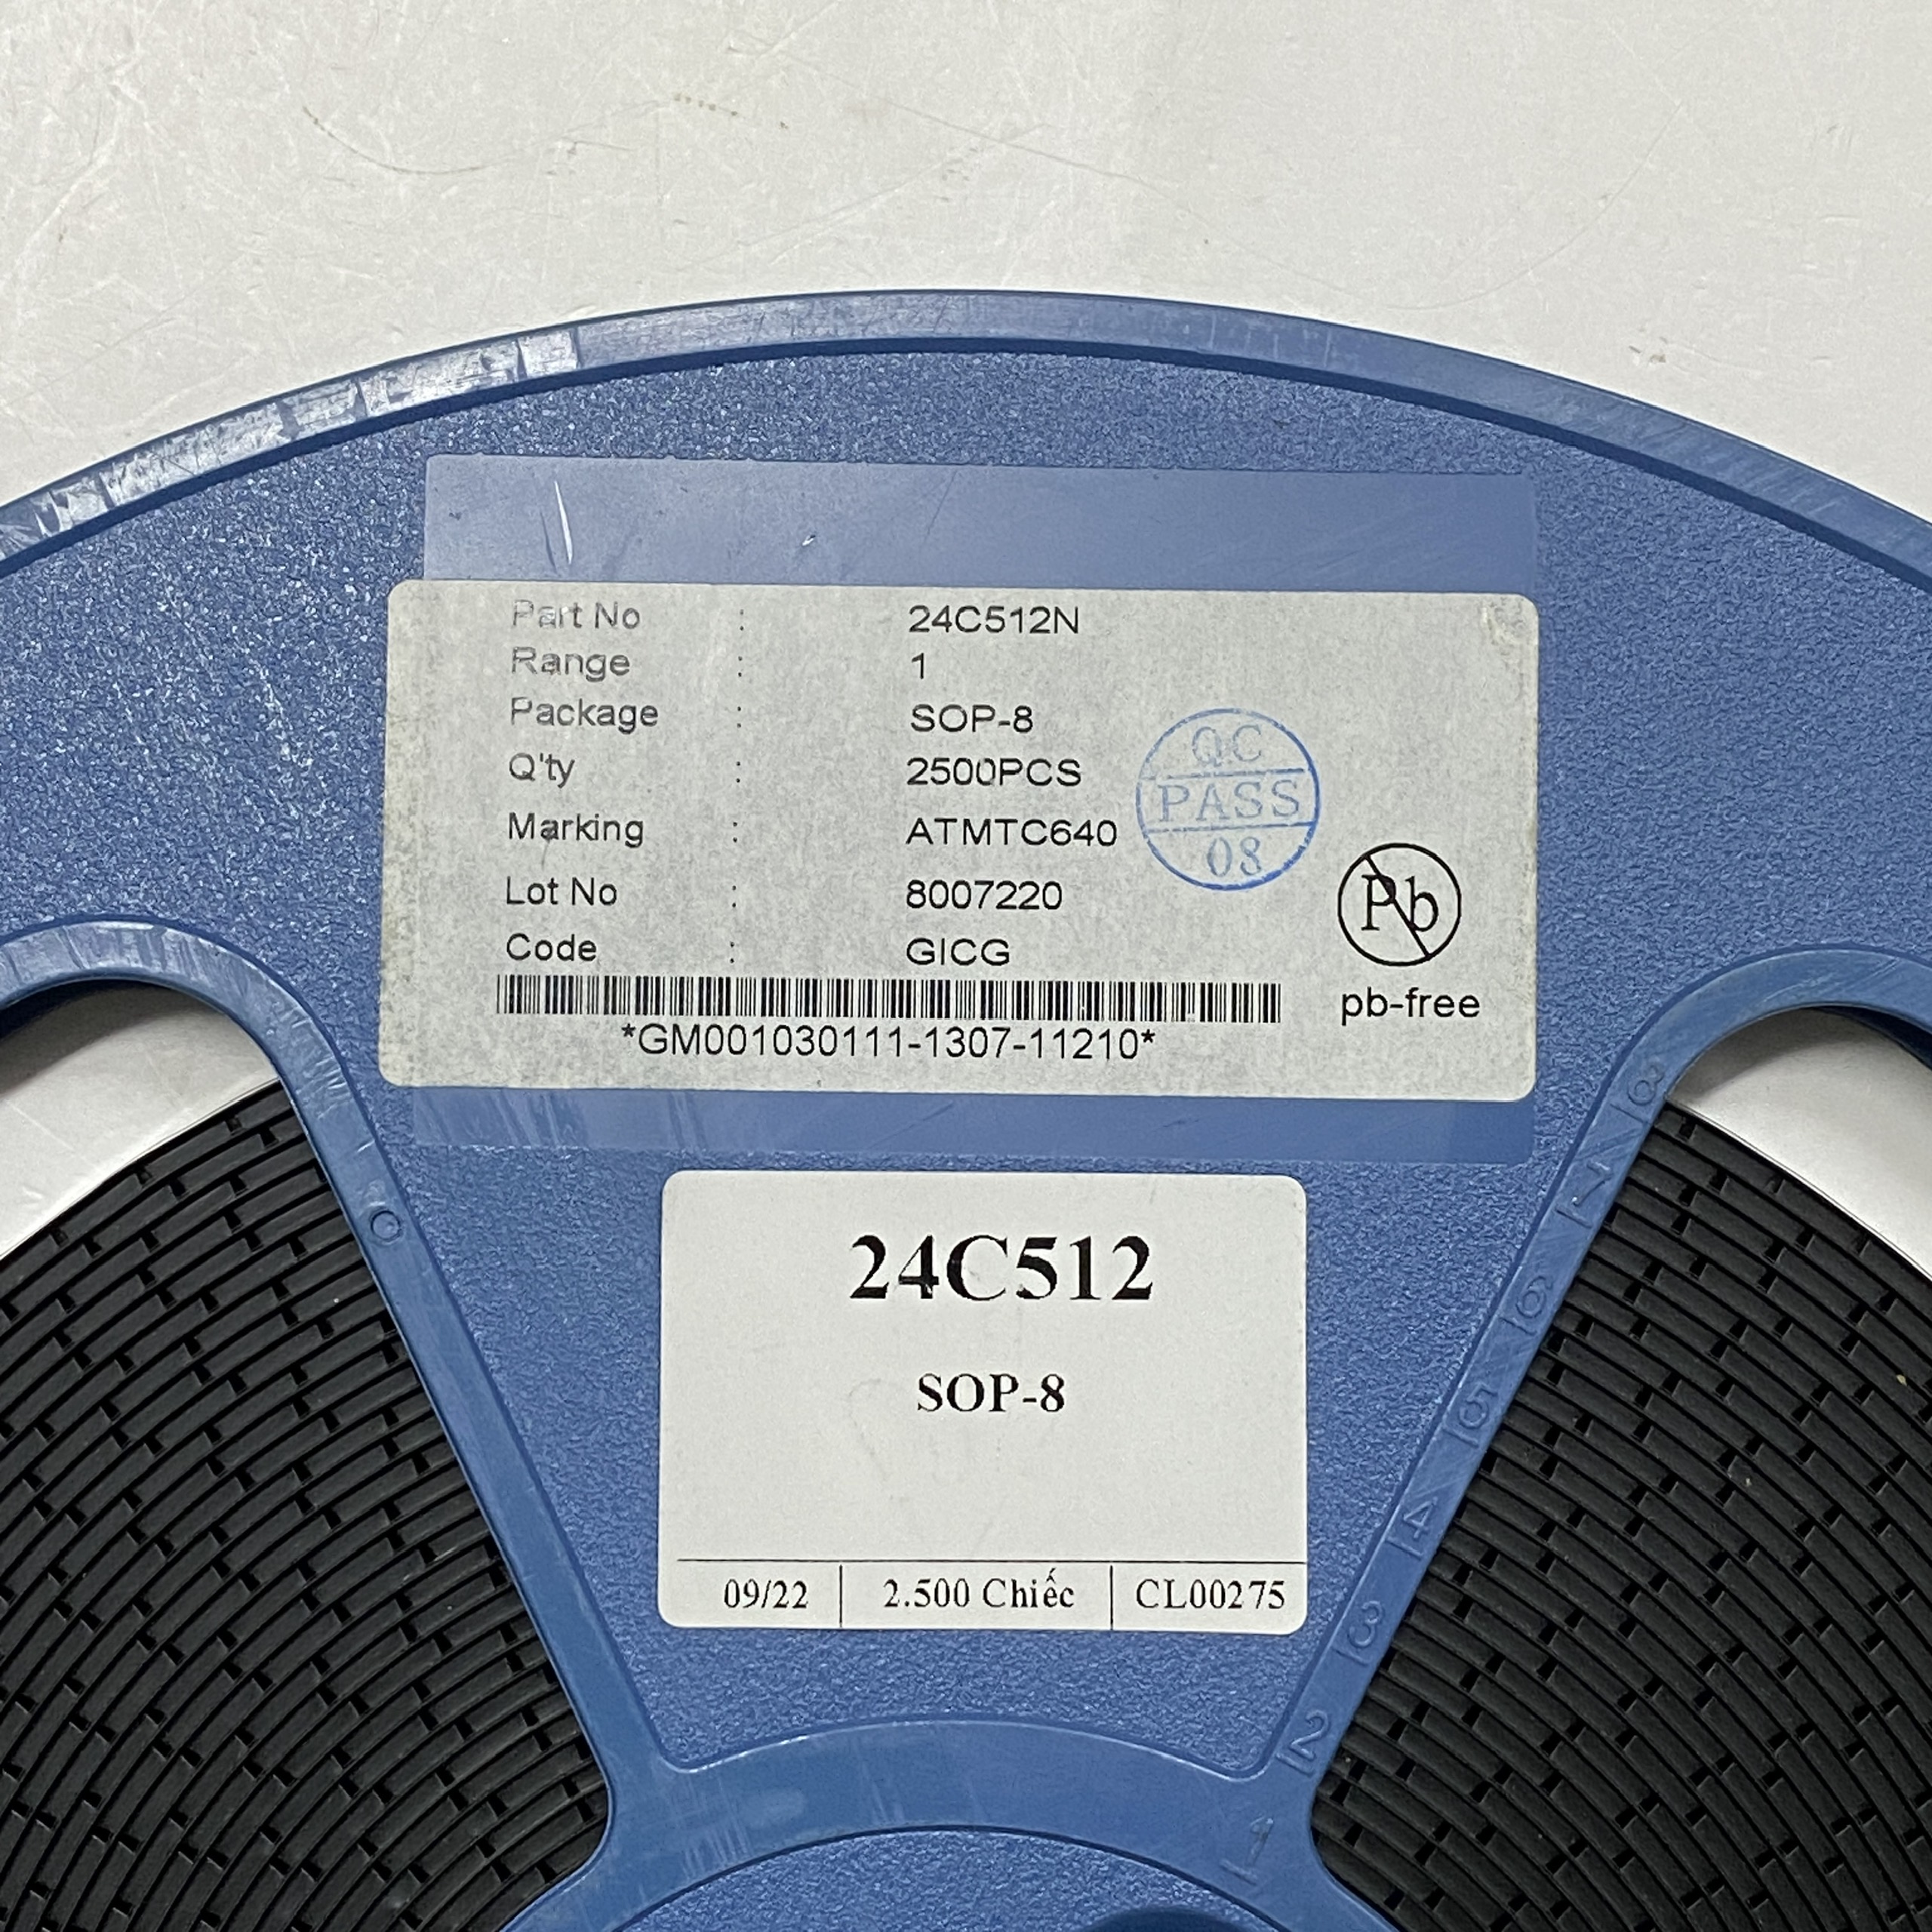 Part No : 24C512N
Range : 1
Package : SOP-8
Q'ty : 2500PCS
Marking : ATMTC640
Lot No : 8007220
Code : GICG
QC
PASS
08
Pb
pb-free
*GM001030111-1307-11210*
24C512
SOP-8
09/22 2.500 Chiếc CL00275
0
8
7
6
5
4
3
2
1